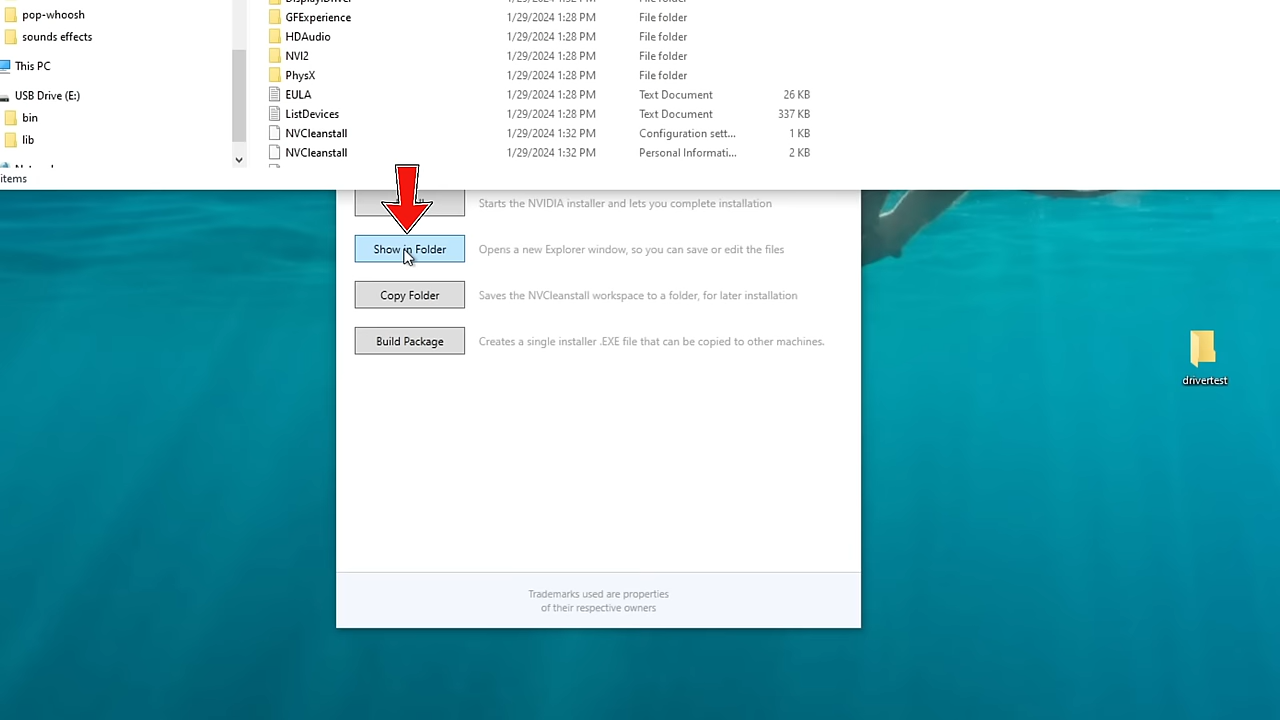 pop-whoosh
sounds effects
This PC
USB Drive (E:)
bin
lib
items
GFExperience 1/29/2024 1:28 PM File folder
HDAudio 1/29/2024 1:28 PM File folder
NVI2 1/29/2024 1:28 PM File folder
PhysX 1/29/2024 1:28 PM File folder
EULA 1/29/2024 1:28 PM Text Document 26 KB
ListDevices 1/29/2024 1:28 PM Text Document 337 KB
NVCleanstall 1/29/2024 1:32 PM Configuration sett... 1 KB
NVCleanstall 1/29/2024 1:32 PM Personal Informati... 2 KB
Starts the NVIDIA installer and lets you complete installation
Show in Folder Opens a new Explorer window, so you can save or edit the files
Copy Folder Saves the NVCleanstall workspace to a folder, for later installation
Build Package Creates a single installer .EXE file that can be copied to other machines.
drivertest
Trademarks used are properties
of their respective owners